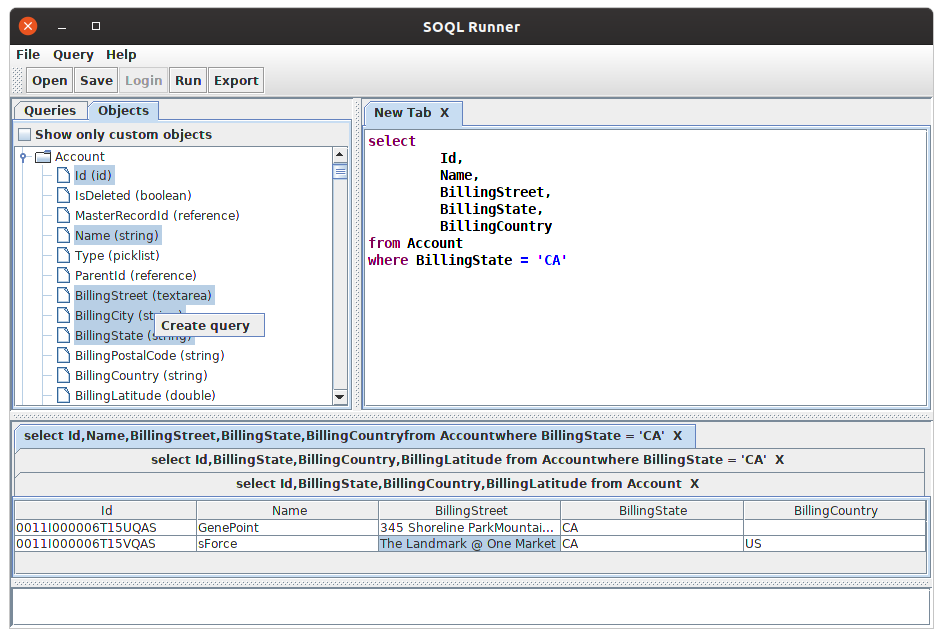 SOQL Runner
File Query Help
Open Save Login Run Export
Queries Objects
Show only custom objects
Account
Id (id)
IsDeleted (boolean)
MasterRecordId (reference)
Name (string)
Type (picklist)
ParentId (reference)
BillingStreet (textarea)
BillingCity
Create query
BillingState (string)
BillingPostalCode (string)
BillingCountry (string)
BillingLatitude (double)
New Tab X
select
Id,
Name,
BillingStreet,
BillingState,
BillingCountry
from Account
where BillingState = 'CA'
select Id,Name,BillingStreet,BillingState,BillingCountryfrom Accountwhere BillingState = 'CA' X
select Id,BillingState,BillingCountry,BillingLatitude from Accountwhere BillingState = 'CA' X
select Id,BillingState,BillingCountry,BillingLatitude from Account X
Id Name BillingStreet BillingState BillingCountry
0011I000006T15UQAS GenePoint 345 Shoreline ParkMountai... CA
0011I000006T15VQAS sForce The Landmark @ One Market CA US